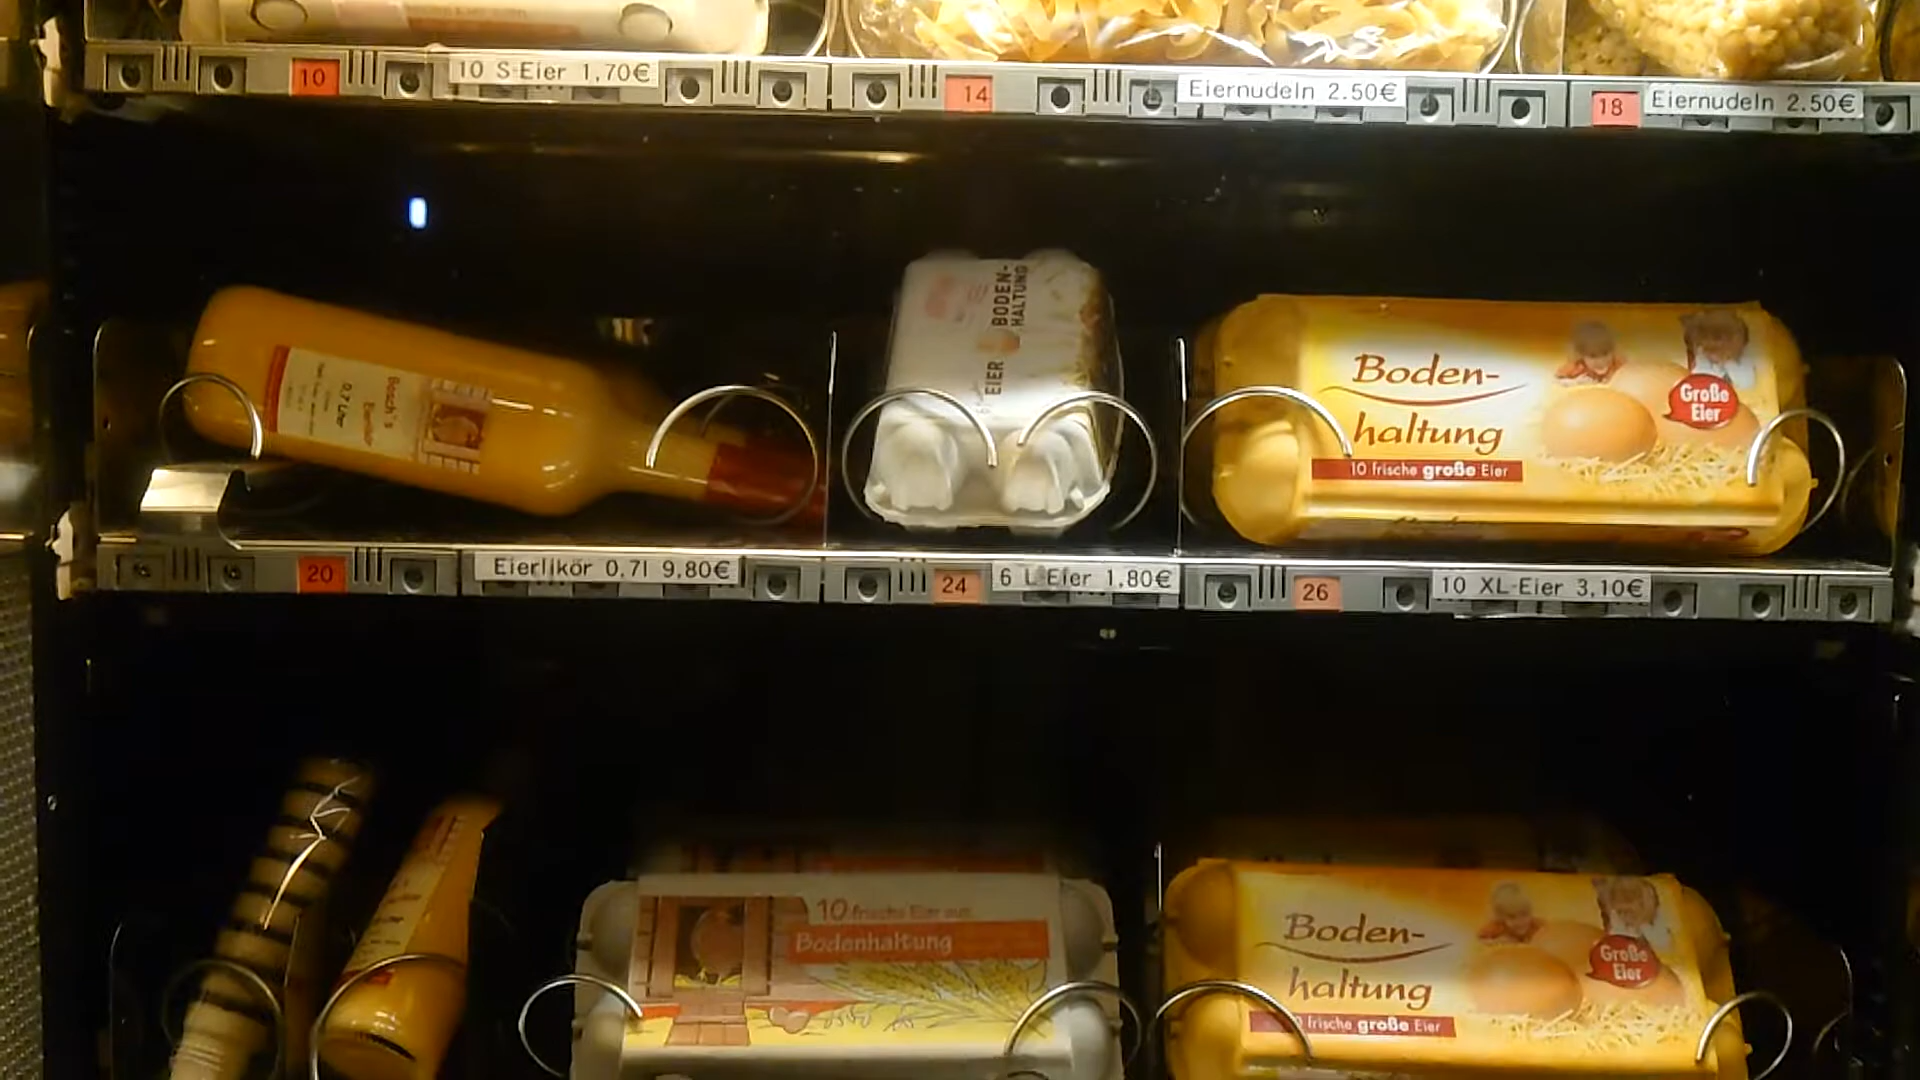 10
10 S-Eier 1,70€
14
Eiernudeln 2.50€
18
Eiernudeln 2.50€
Bosch's
Eierlikör
0,7 Liter
EIER
BODEN-
HALTUNG
Boden-
haltung
10 frische große Eier
Große
Eier
20
Eierlikör 0,7l 9,80€
24
6 L-Eier 1,80€
26
10 XL-Eier 3,10€
10 frische Eier aus
Bodenhaltung
Boden-
haltung
frische große Eier
Große
Eier